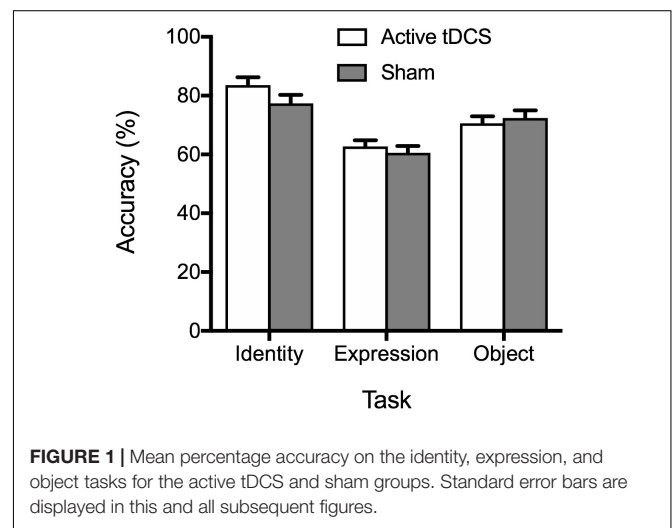 100
80
60
40
20
0
Accuracy (%)
Active tDCS
Sham
Identity Expression Object
Task
FIGURE 1 | Mean percentage accuracy on the identity, expression, and
object tasks for the active tDCS and sham groups. Standard error bars are
displayed in this and all subsequent figures.